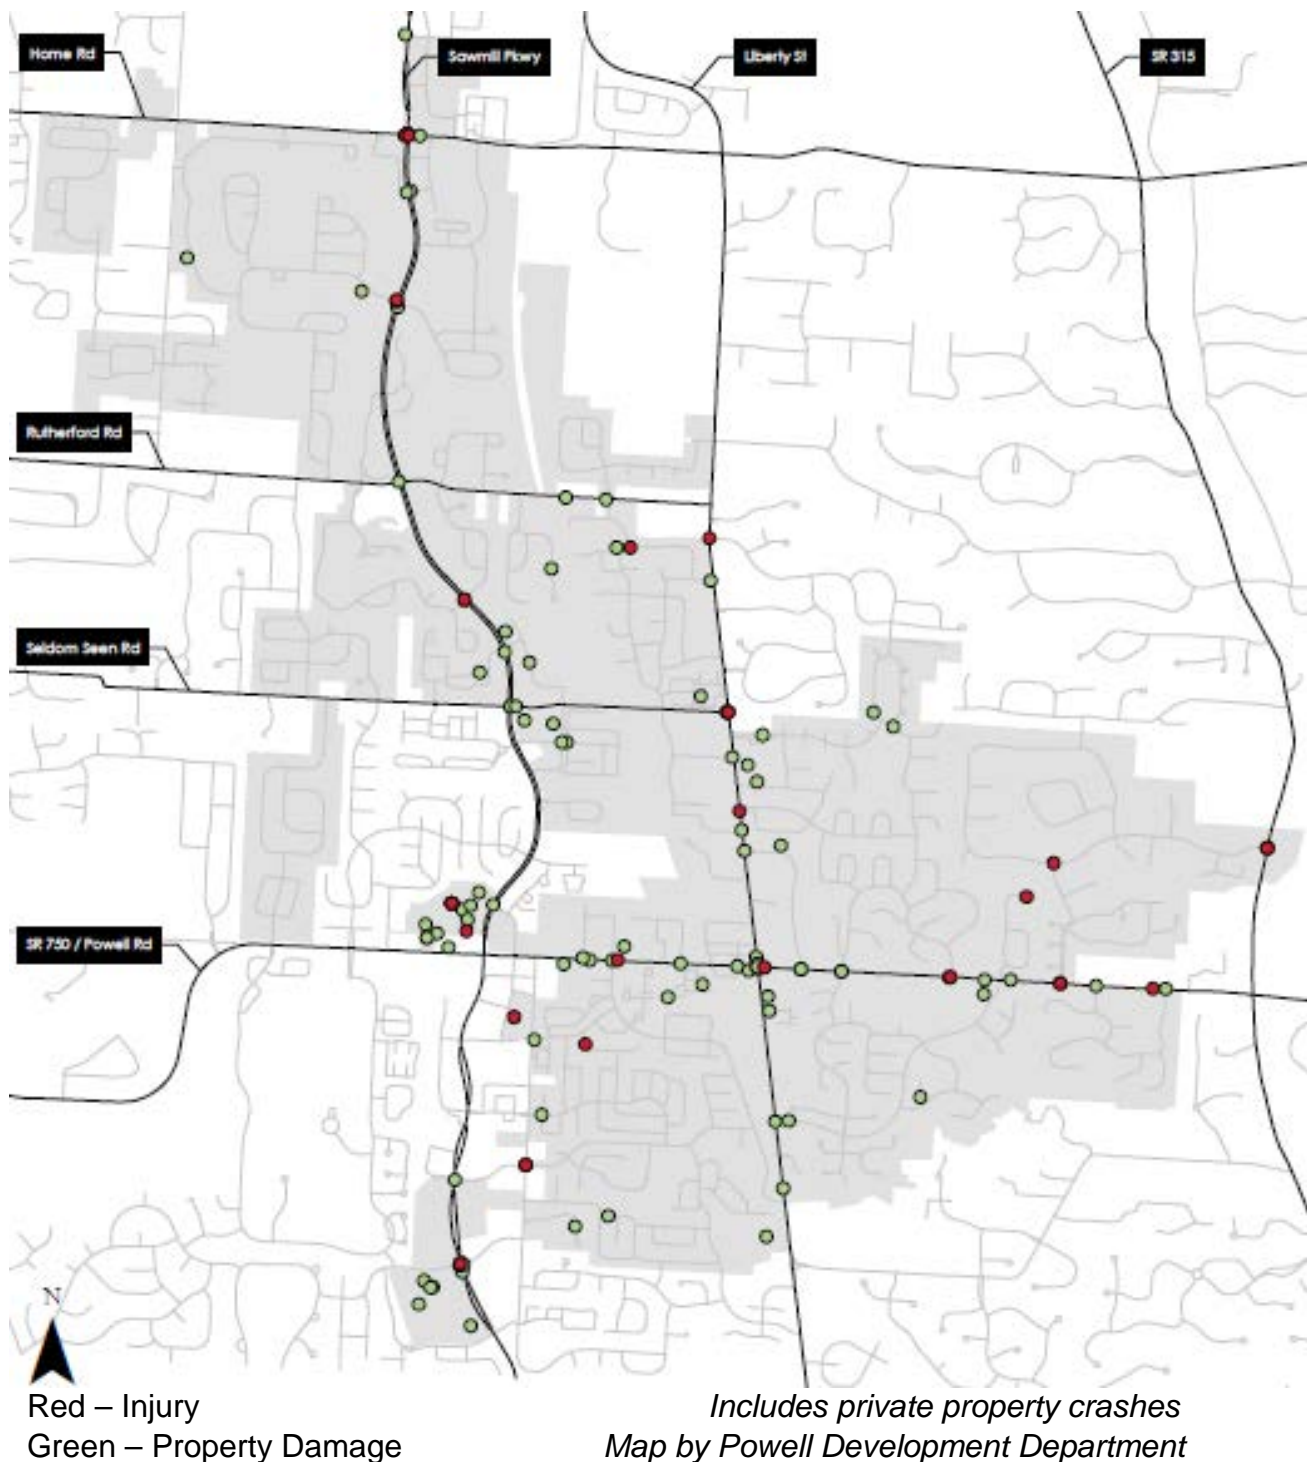 Home Rd
Sawmill Pkwy
Liberty St
SR 315
Rutherford Rd
Seldom Seen Rd
SR 750 / Powell Rd
N
Red – Injury
Includes private property crashes
Green – Property Damage
Map by Powell Development Department